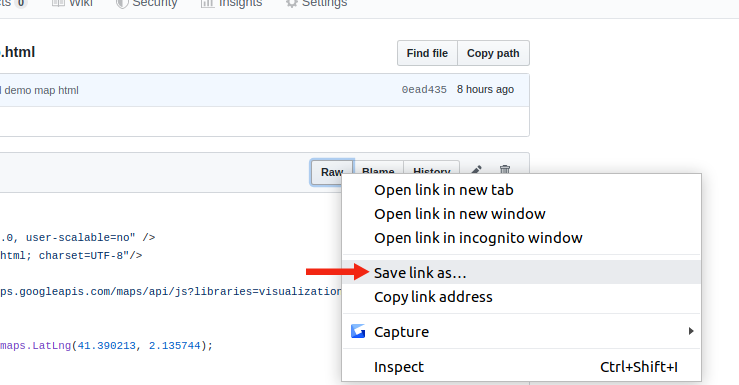 cts 0 Wiki Security Insights Settings
.html
Find file Copy path
demo map html
0ead435 8 hours ago
Raw Blame History
Open link in new tab
Open link in new window
Open link in incognito window
Save link as...
Copy link address
Capture
Inspect Ctrl+Shift+I
.0, user-scalable=no" />
html; charset=UTF-8"/>
ps.googleapis.com/maps/api/js?libraries=visualization
maps.LatLng(41.390213, 2.135744);